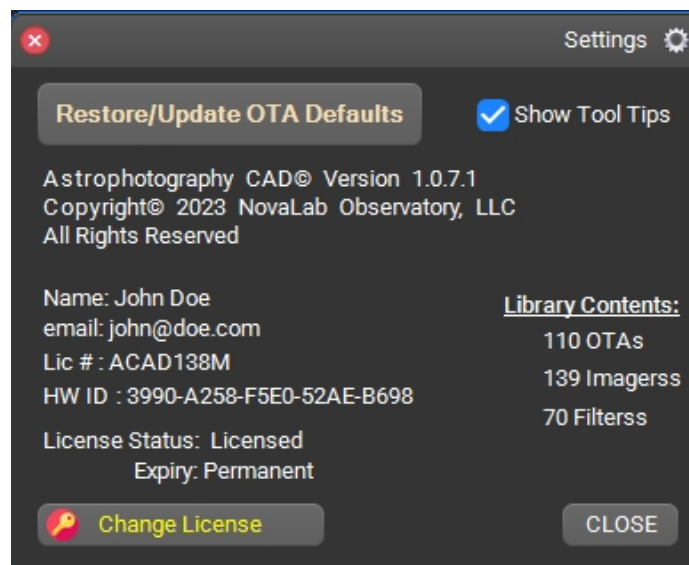 Settings
Restore/Update OTA Defaults
Show Tool Tips
Astrophotography CAD© Version 1.0.7.1
Copyright© 2023 NovaLab Observatory, LLC
All Rights Reserved
Name: John Doe
email: john@doe.com
Lic # : ACAD138M
HW ID : 3990-A258-F5E0-52AE-B698
License Status: Licensed
Expiry: Permanent
Library Contents:
110 OTAs
139 Imagerss
70 Filterss
Change License
CLOSE